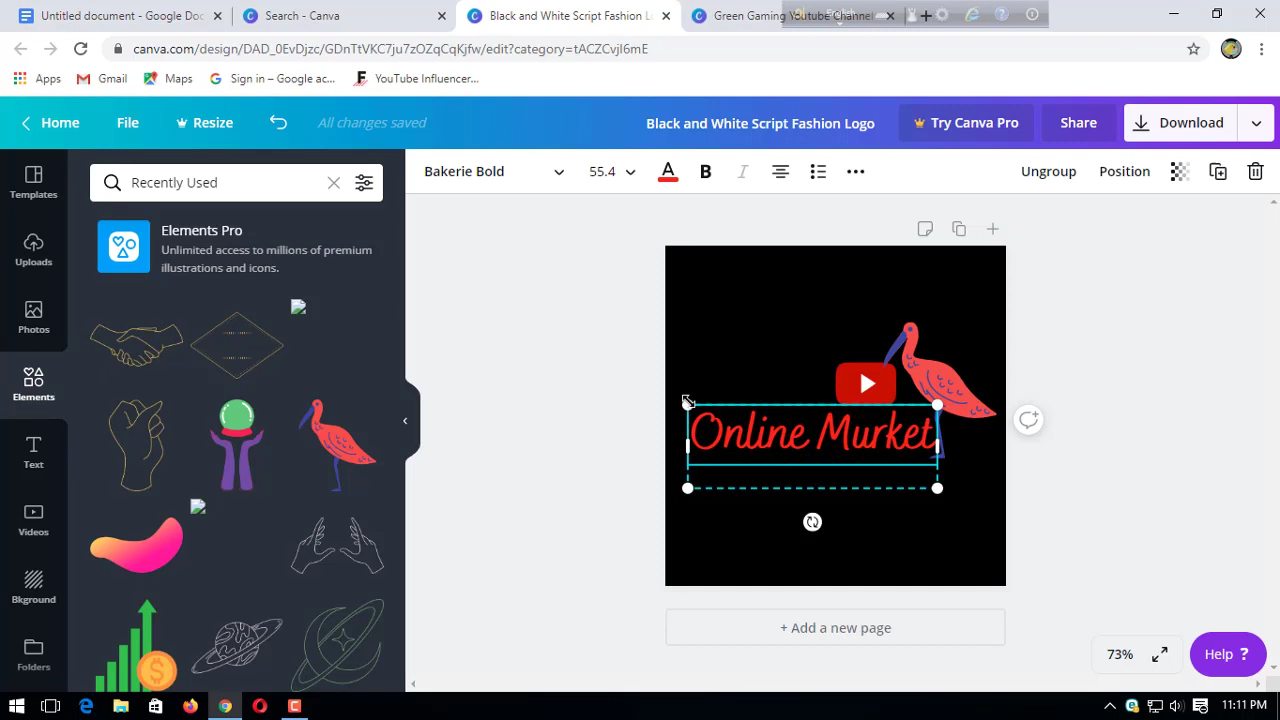 Undocumented document - Google Doc
Search - Canva
Black and White Script Fashion L
Green Gaming Youtube Channel
English
canva.com/design/DAD_0EvDjzc/GDnTtVKC7ju7zOZqCqKjfw/edit?category=tACZCvjI6mE
Apps
Gmail
Maps
Sign in – Google ac...
YouTube Influencer...
Home
File
Resize
All changes saved
Black and White Script Fashion Logo
Try Canva Pro
Share
Download
Templates
Uploads
Photos
Elements
Text
Videos
Bkground
Folders
Recently Used
Elements Pro
Unlimited access to millions of premium
illustrations and icons.
Bakerie Bold
55.4
A
B
I
Ungroup
Position
Online Murket
+ Add a new page
73%
Help ?
11:11 PM